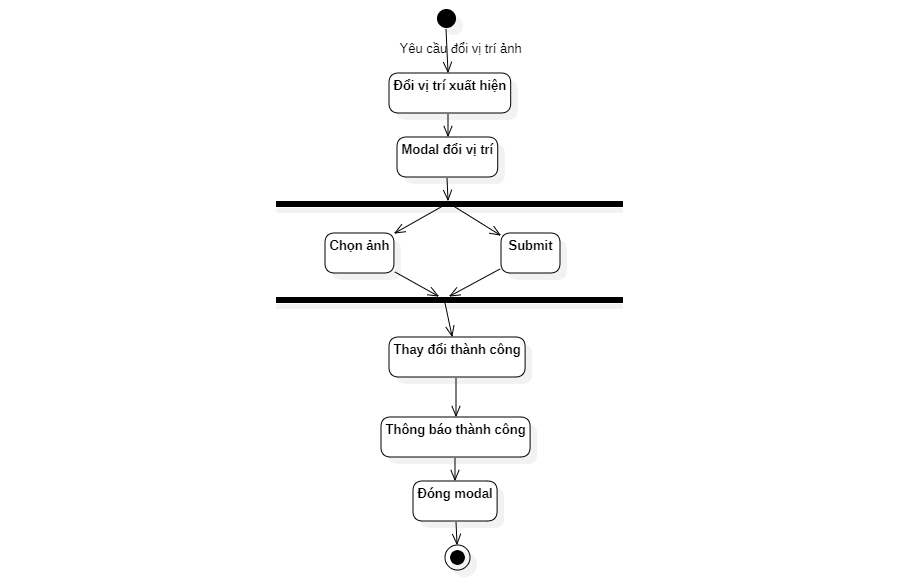 Yêu cầu đổi vị trí ảnh
Đổi vị trí xuất hiện
Modal đổi vị trí
Chọn ảnh
Submit
Thay đổi thành công
Thông báo thành công
Đóng modal